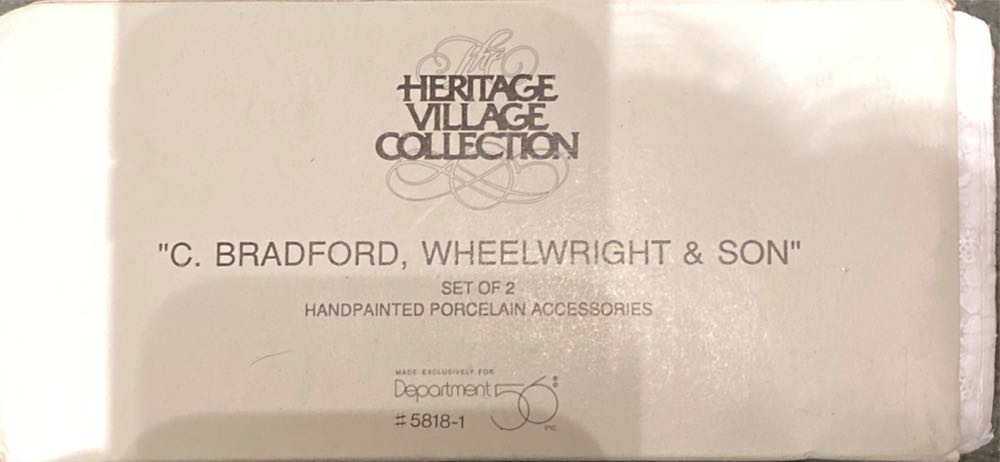 The
HERITAGE
VILLAGE
COLLECTION
"C. BRADFORD, WHEELWRIGHT & SON"
SET OF 2
HANDPAINTED PORCELAIN ACCESSORIES
MADE EXCLUSIVELY FOR
Department 56®
INC.
#5818-1